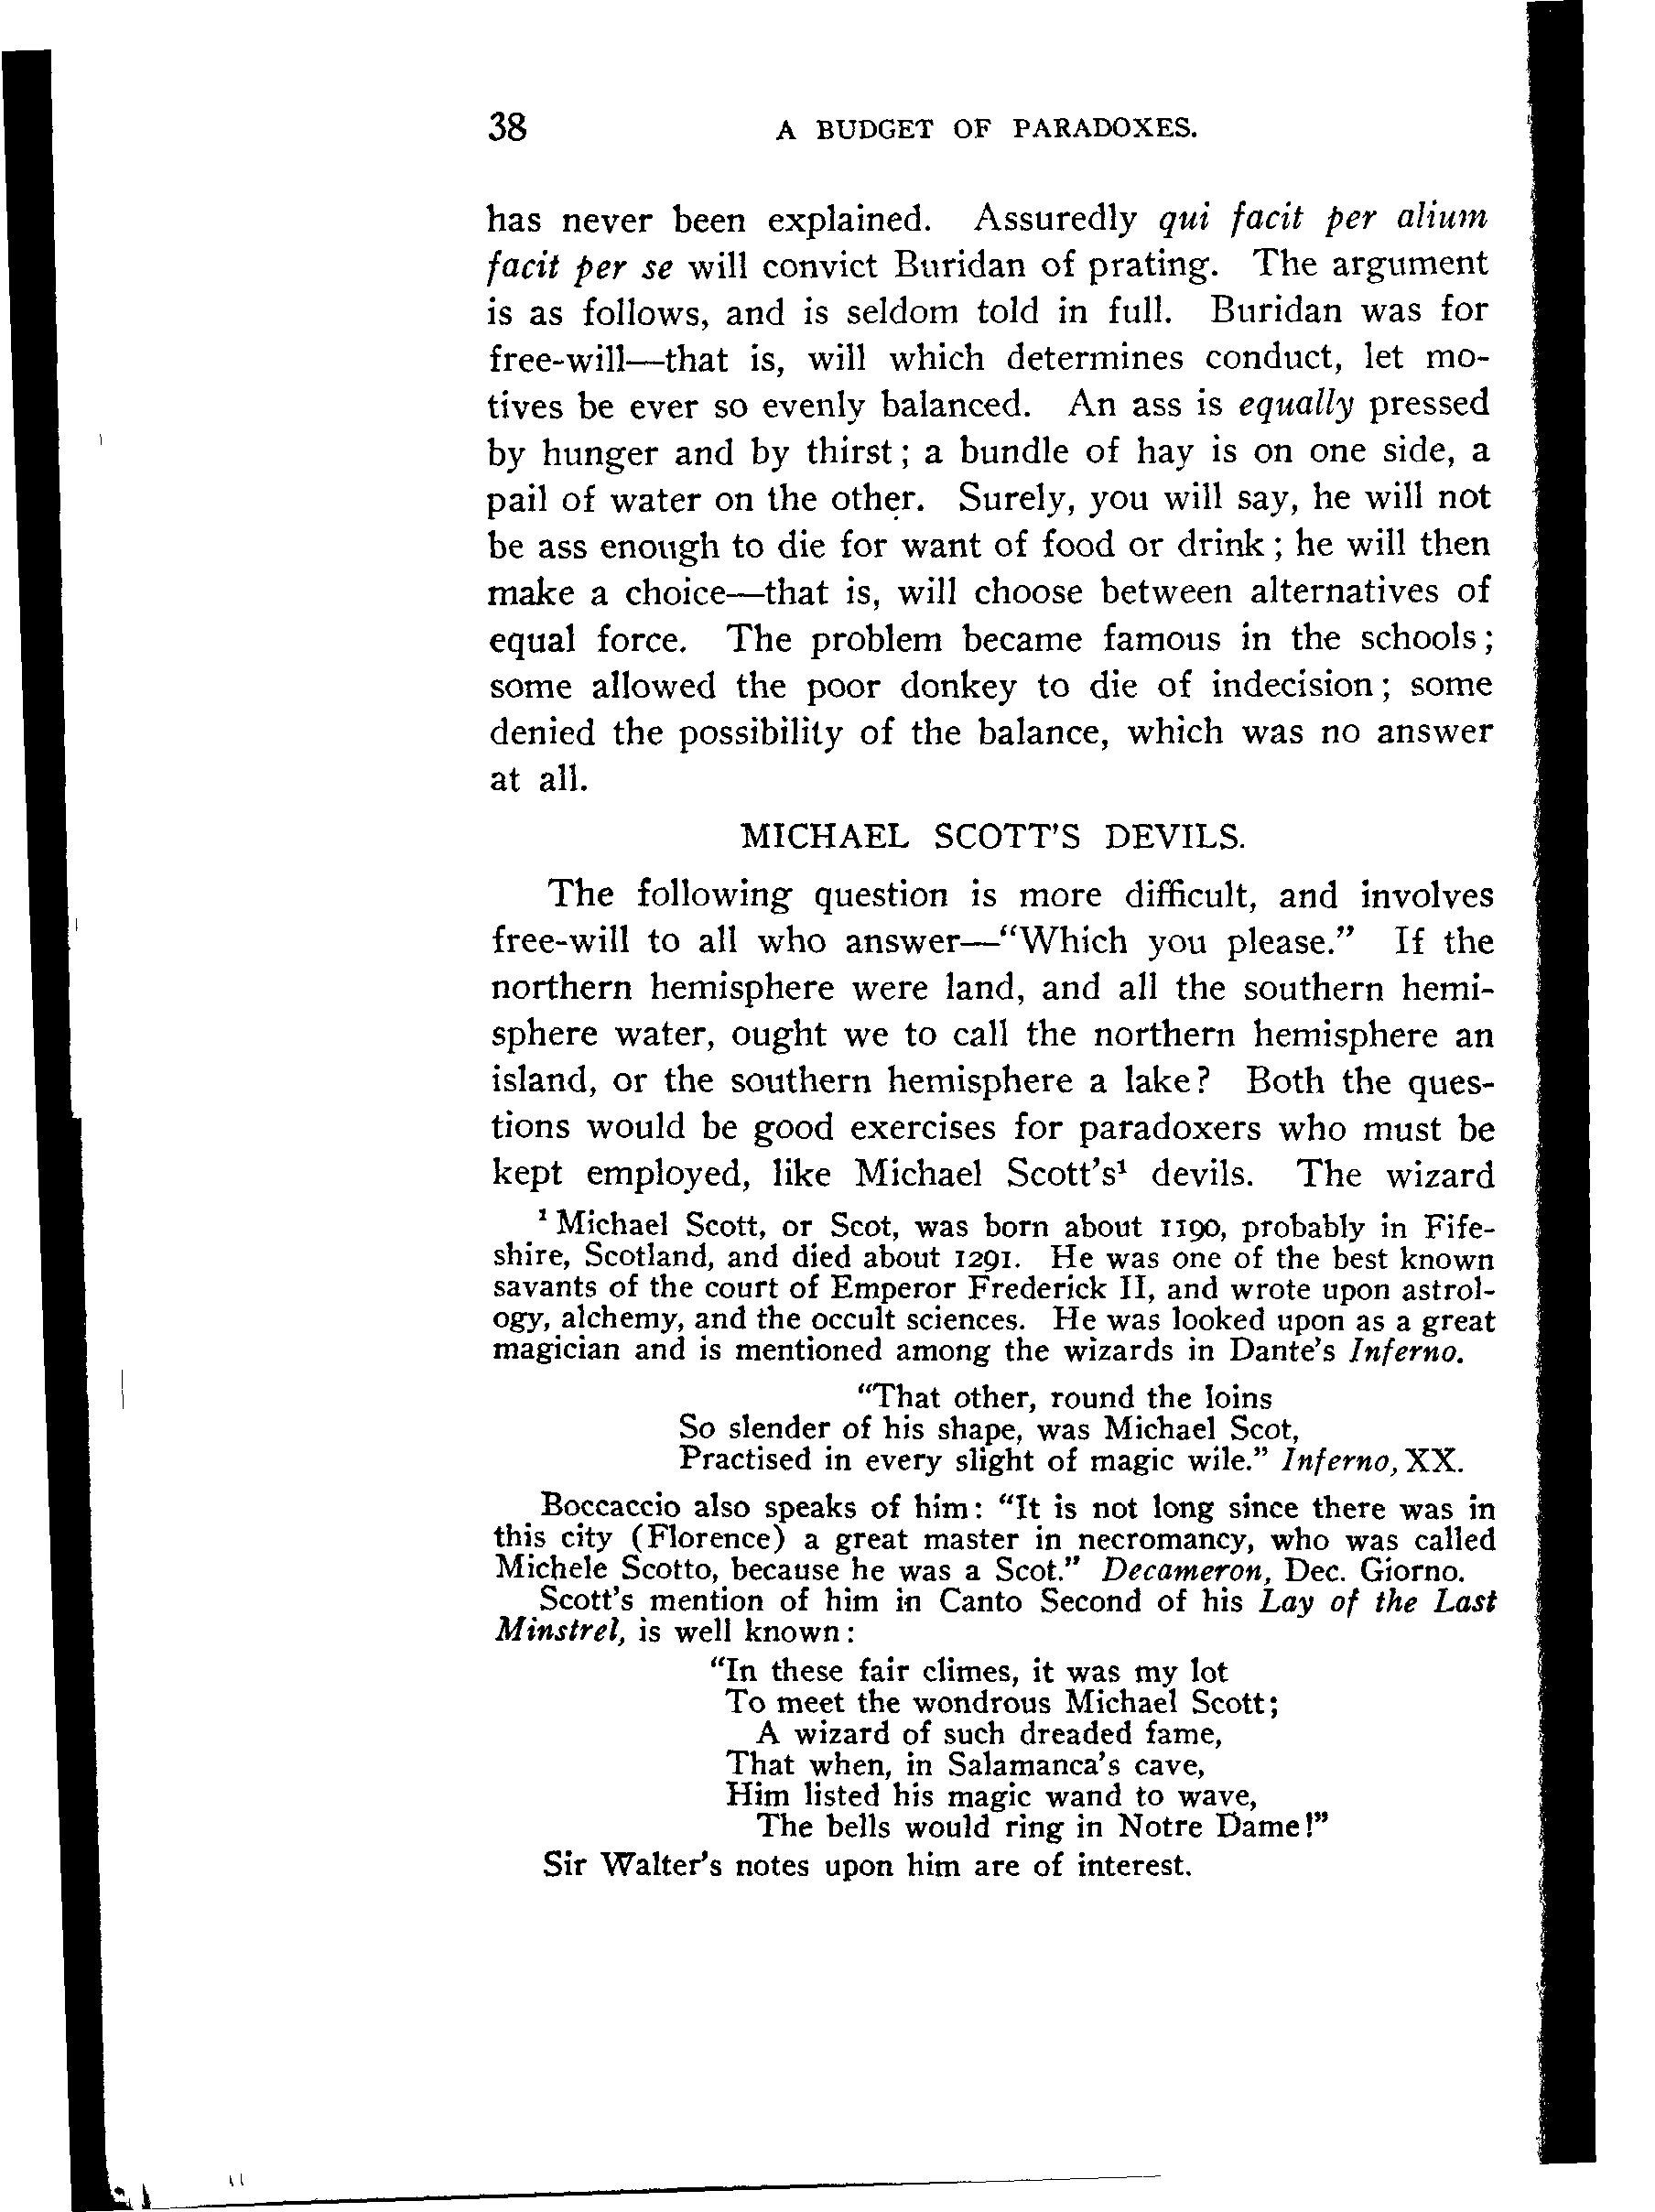 38 A BUDGET OF PARADOXES.
has never been explained. Assuredly qui facit per alium
facit per se will convict Buridan of prating. The argument
is as follows, and is seldom told in full. Buridan was for
free-will—that is, will which determines conduct, let mo-
tives be ever so evenly balanced. An ass is equally pressed
by hunger and by thirst; a bundle of hay is on one side, a
pail of water on the other. Surely, you will say, he will not
be ass enough to die for want of food or drink; he will then
make a choice—that is, will choose between alternatives of
equal force. The problem became famous in the schools;
some allowed the poor donkey to die of indecision; some
denied the possibility of the balance, which was no answer
at all.
MICHAEL SCOTT'S DEVILS.
The following question is more difficult, and involves
free-will to all who answer—“Which you please.” If the
northern hemisphere were land, and all the southern hemi-
sphere water, ought we to call the northern hemisphere an
island, or the southern hemisphere a lake? Both the ques-
tions would be good exercises for paradoxers who must be
kept employed, like Michael Scott's¹ devils. The wizard
¹ Michael Scott, or Scot, was born about 1190, probably in Fife-
shire, Scotland, and died about 1291. He was one of the best known
savants of the court of Emperor Frederick II, and wrote upon astrol-
ogy, alchemy, and the occult sciences. He was looked upon as a great
magician and is mentioned among the wizards in Dante's Inferno.
“That other, round the loins
So slender of his shape, was Michael Scot,
Practised in every slight of magic wile.” Inferno, XX.
Boccaccio also speaks of him: “It is not long since there was in
this city (Florence) a great master in necromancy, who was called
Michele Scotto, because he was a Scot.” Decameron, Dec. Giorno.
Scott's mention of him in Canto Second of his Lay of the Last
Minstrel, is well known:
“In these fair climes, it was my lot
To meet the wondrous Michael Scott;
A wizard of such dreaded fame,
That when, in Salamanca's cave,
Him listed his magic wand to wave,
The bells would ring in Notre Dame!”
Sir Walter's notes upon him are of interest.